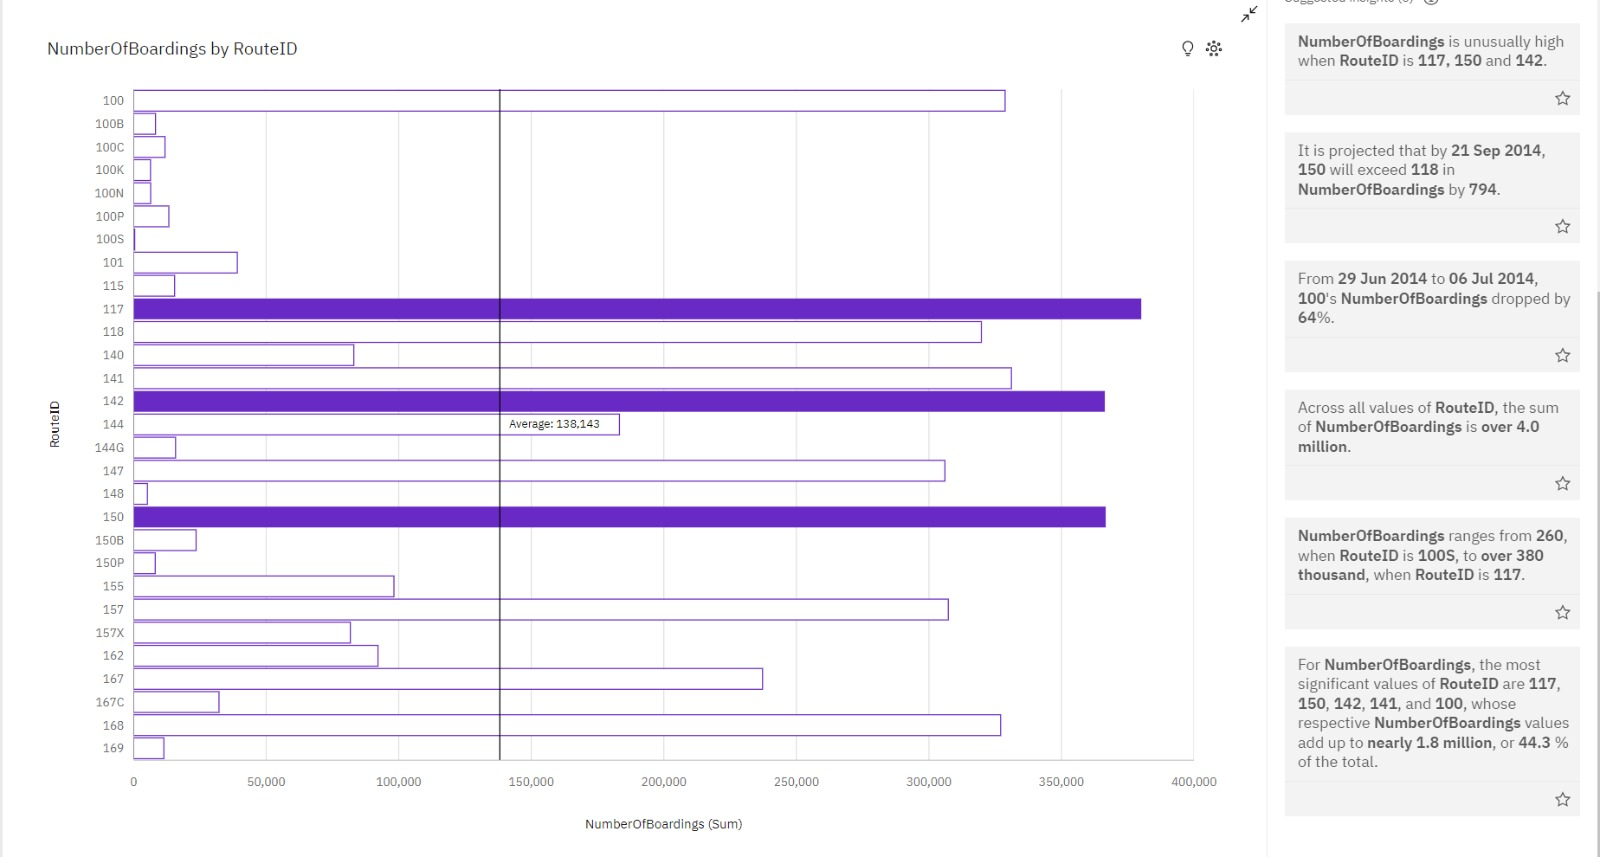 Suggested Insights (6)
NumberOfBoardings by RouteID
100
100B
100C
100K
100N
100P
100S
101
115
117
118
140
141
142
144
144G
147
148
150
150B
150P
155
157
157X
162
167
167C
168
169
RouteID
Average: 138,143
0
50,000
100,000
150,000
200,000
250,000
300,000
350,000
400,000
NumberOfBoardings (Sum)
NumberOfBoardings is unusually high
when RouteID is 117, 150 and 142.
It is projected that by 21 Sep 2014,
150 will exceed 118 in
NumberOfBoardings by 794.
From 29 Jun 2014 to 06 Jul 2014,
100's NumberOfBoardings dropped by
64%.
Across all values of RouteID, the sum
of NumberOfBoardings is over 4.0
million.
NumberOfBoardings ranges from 260,
when RouteID is 100S, to over 380
thousand, when RouteID is 117.
For NumberOfBoardings, the most
significant values of RouteID are 117,
150, 142, 141, and 100, whose
respective NumberOfBoardings values
add up to nearly 1.8 million, or 44.3 %
of the total.